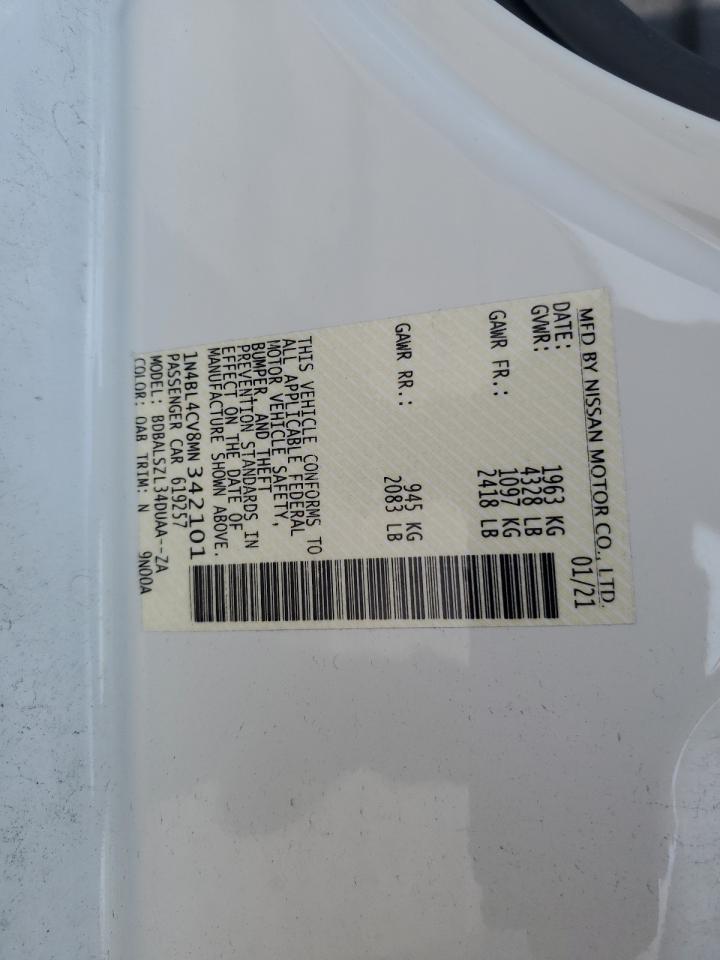 MFD BY NISSAN MOTOR CO., LTD.
DATE: 01/21
GVWR: 1963 KG
4328 LB
GAWR FR.: 1097 KG
2418 LB
GAWR RR.: 945 KG
2083 LB
THIS VEHICLE CONFORMS TO
ALL APPLICABLE FEDERAL
MOTOR VEHICLE SAFETY,
BUMPER, AND THEFT
PREVENTION STANDARDS IN
EFFECT ON THE DATE OF
MANUFACTURE SHOWN ABOVE.
1N4BL4CV8MN342101
PASSENGER CAR 619257
MODEL: BDBALSZL34DUAA--ZA
COLOR: QAB TRIM: N 9N00A